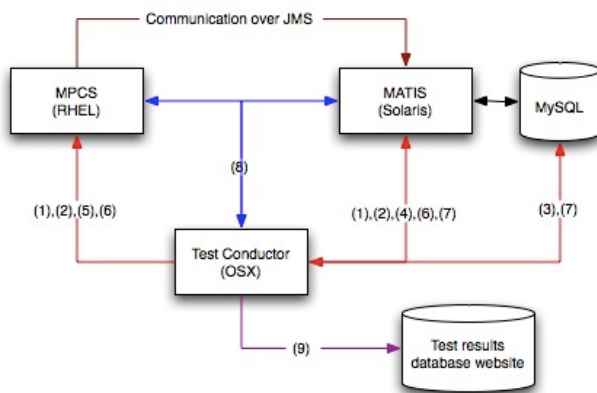 Communication over JMS
MPCS
(RHEL)
MATIS
(Solaris)
MySQL
(8)
(1),(2),(5),(6)
(1),(2),(4),(6),(7)
(3),(7)
Test Conductor
(OSX)
(9)
Test results
database website